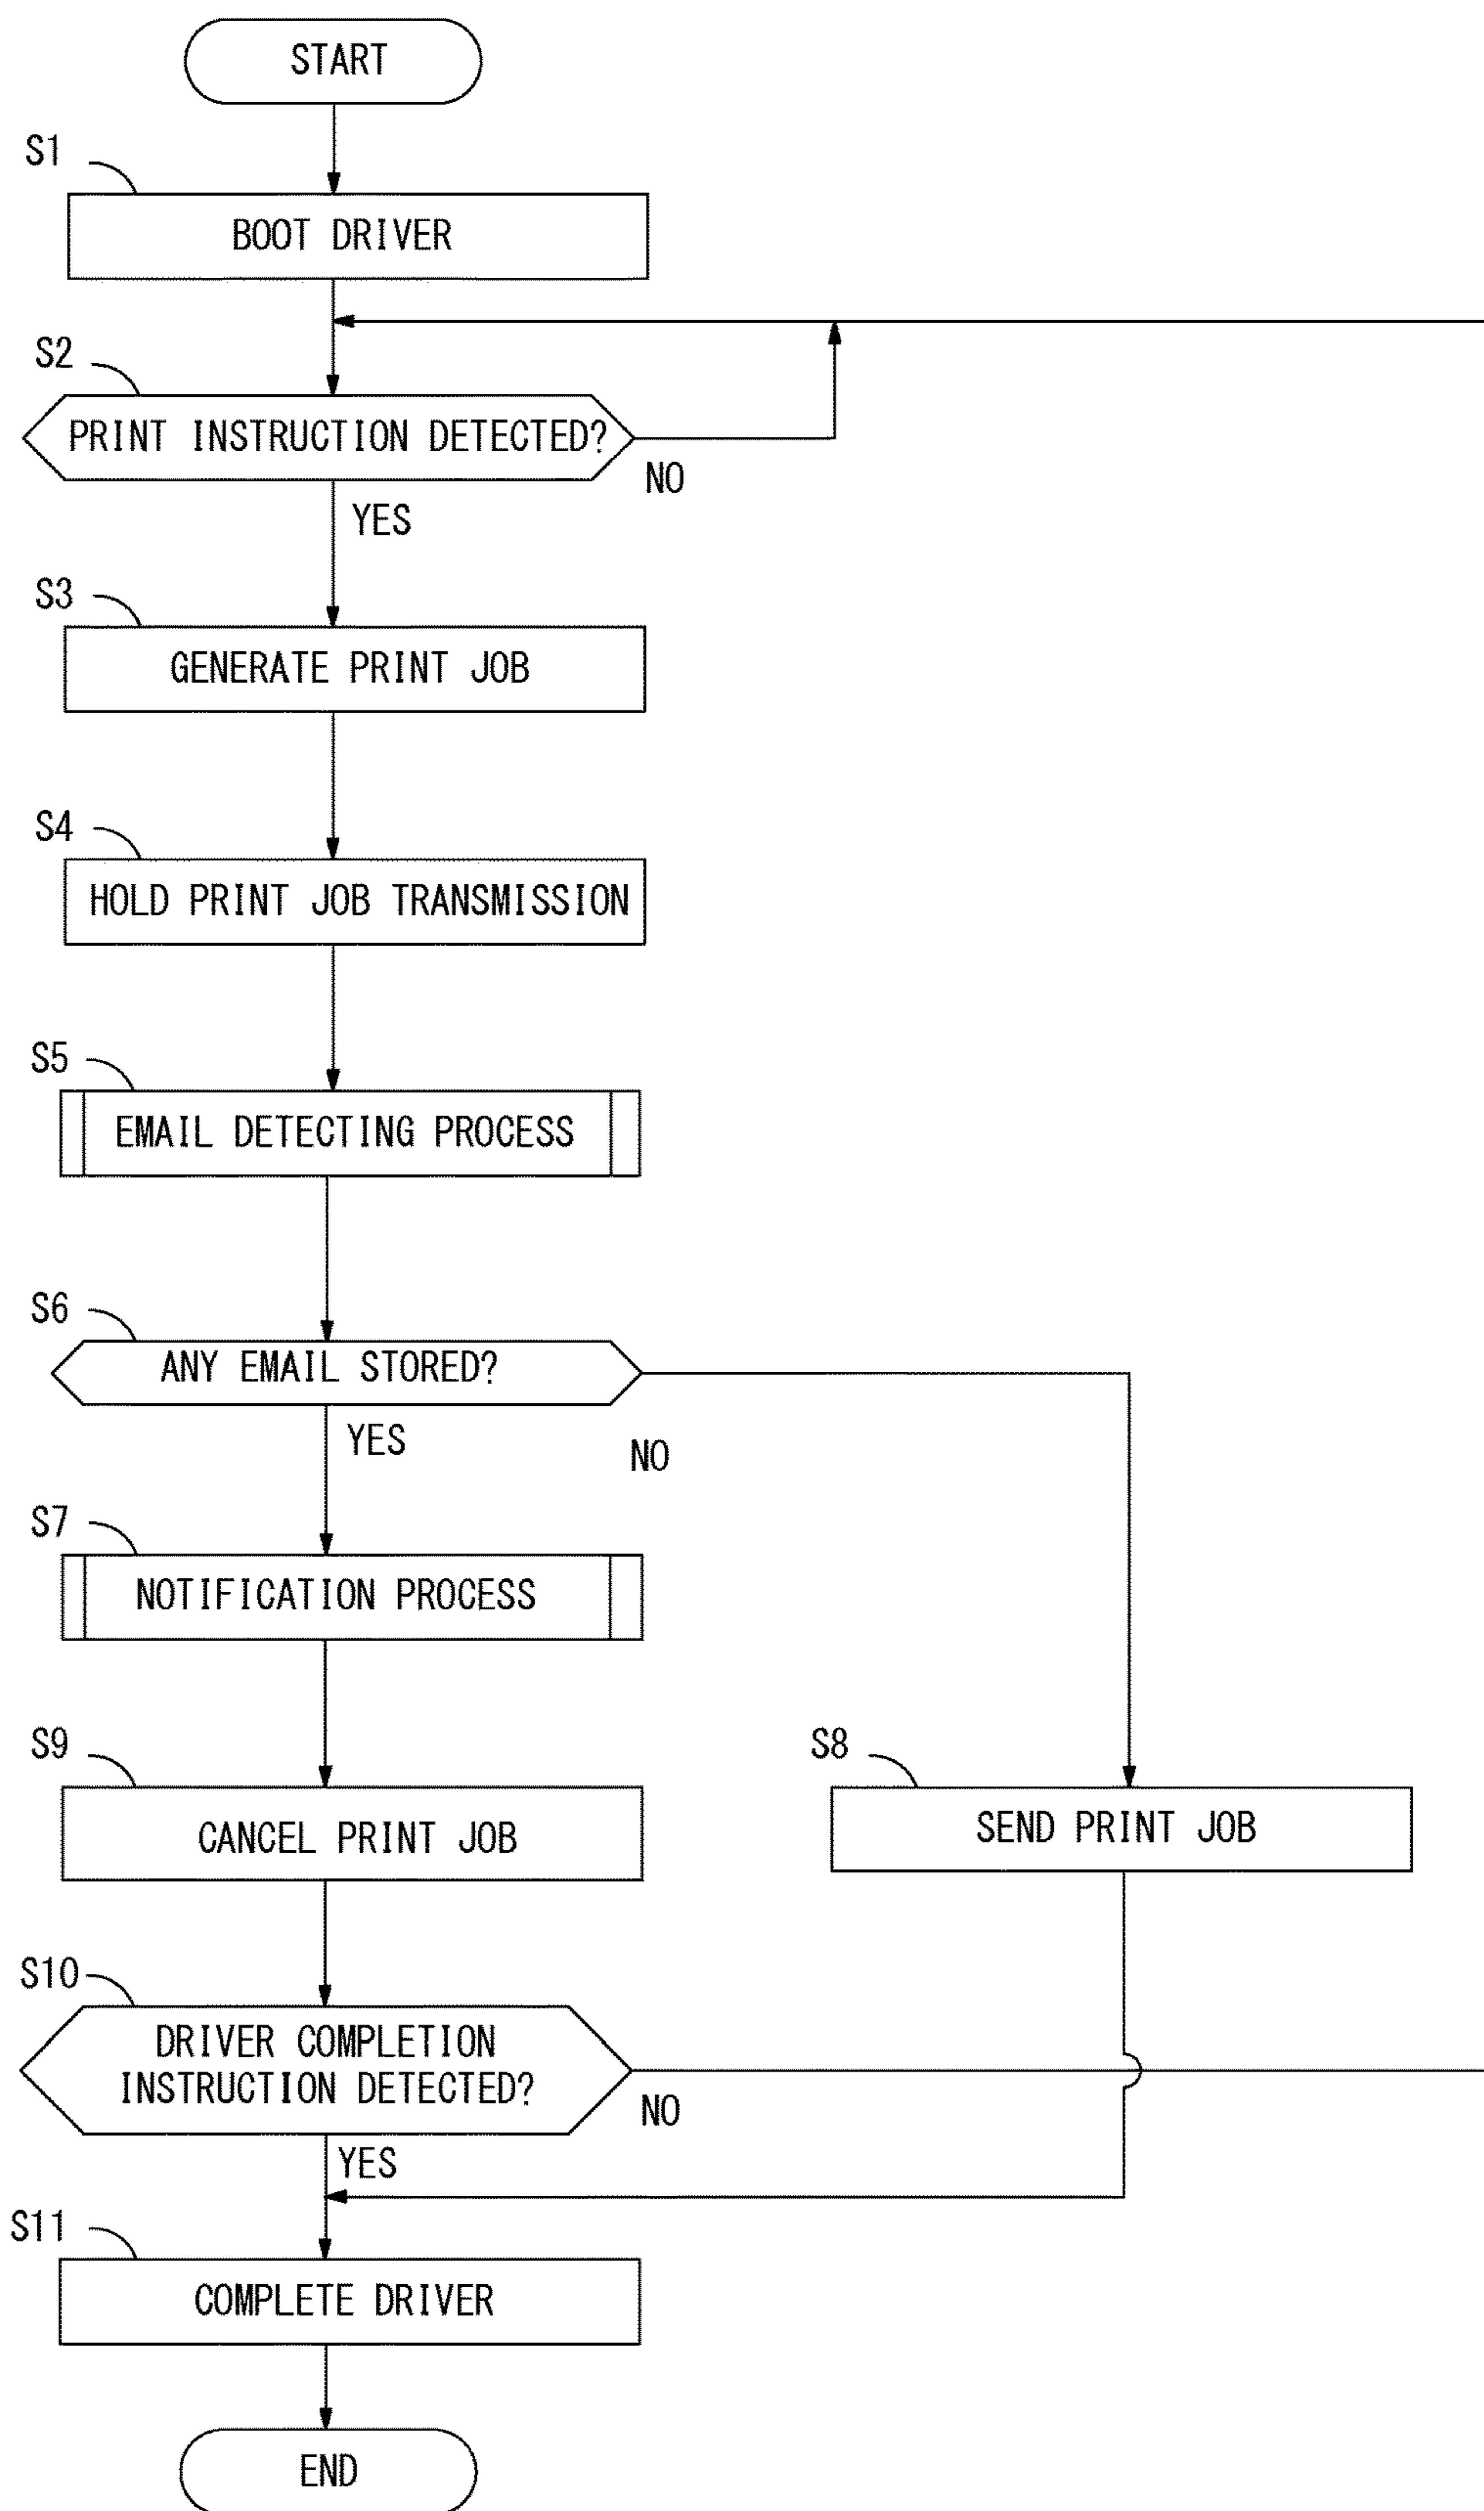 START
S1
BOOT DRIVER
S2
PRINT INSTRUCTION DETECTED?
NO
YES
S3
GENERATE PRINT JOB
S4
HOLD PRINT JOB TRANSMISSION
S5
EMAIL DETECTING PROCESS
S6
ANY EMAIL STORED?
YES
NO
S7
NOTIFICATION PROCESS
S9
CANCEL PRINT JOB
S8
SEND PRINT JOB
S10
DRIVER COMPLETION
INSTRUCTION DETECTED?
NO
YES
S11
COMPLETE DRIVER
END